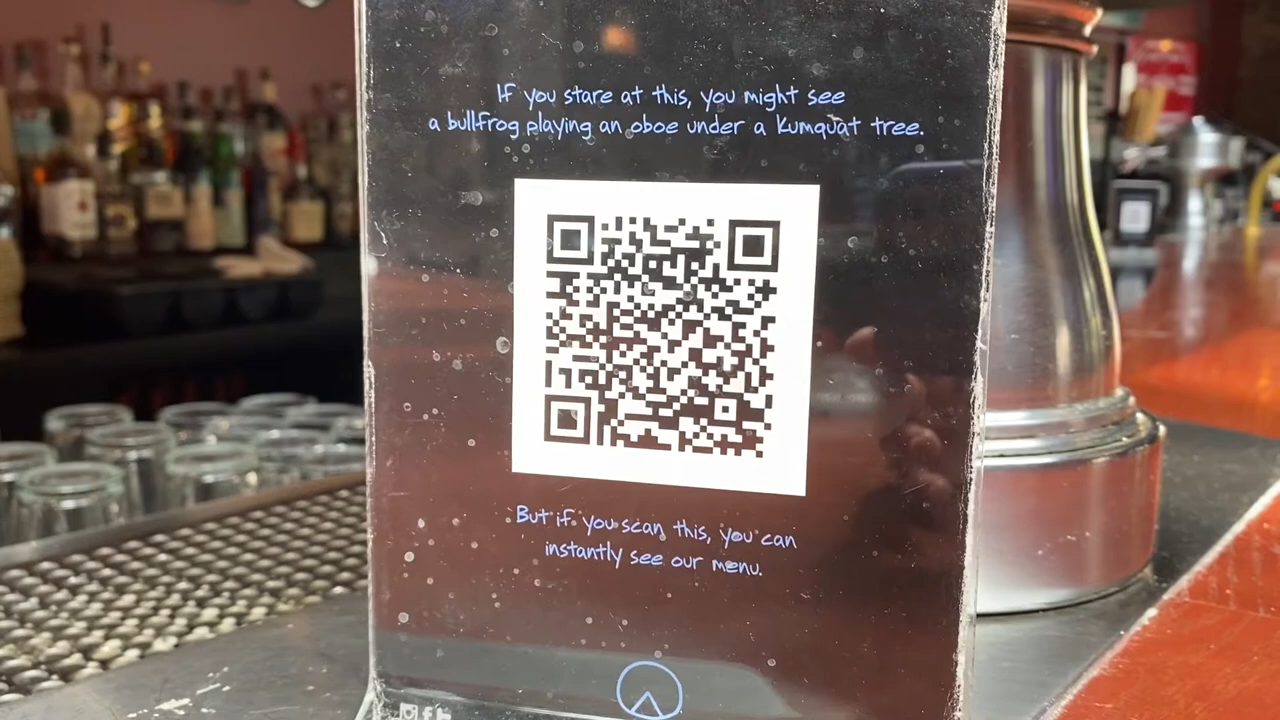 If you stare at this, you might see
a bullfrog playing an oboe under a kumquat tree.
But if you scan this, you can
instantly see our menu.